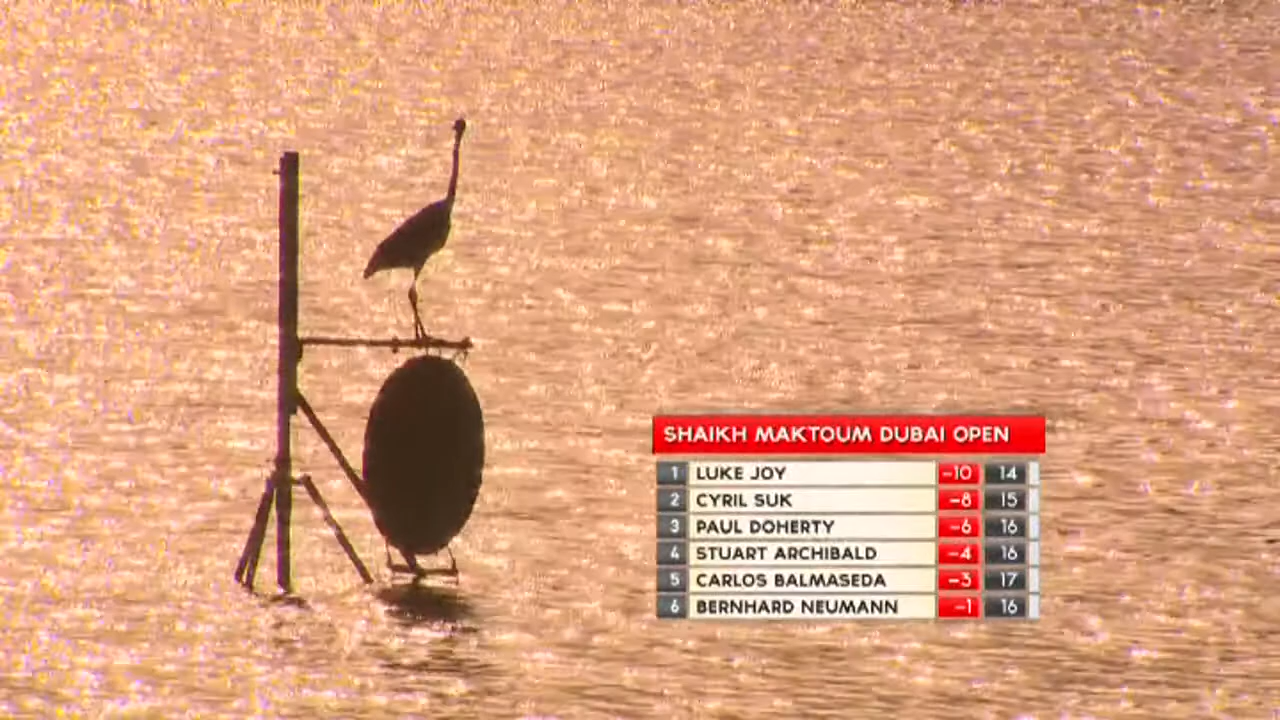 SHAIKH MAKTOUM DUBAI OPEN
1 LUKE JOY -10 14
2 CYRIL SUK -8 15
3 PAUL DOHERTY -6 16
4 STUART ARCHIBALD -4 16
5 CARLOS BALMASEDA -3 17
6 BERNHARD NEUMANN -1 16